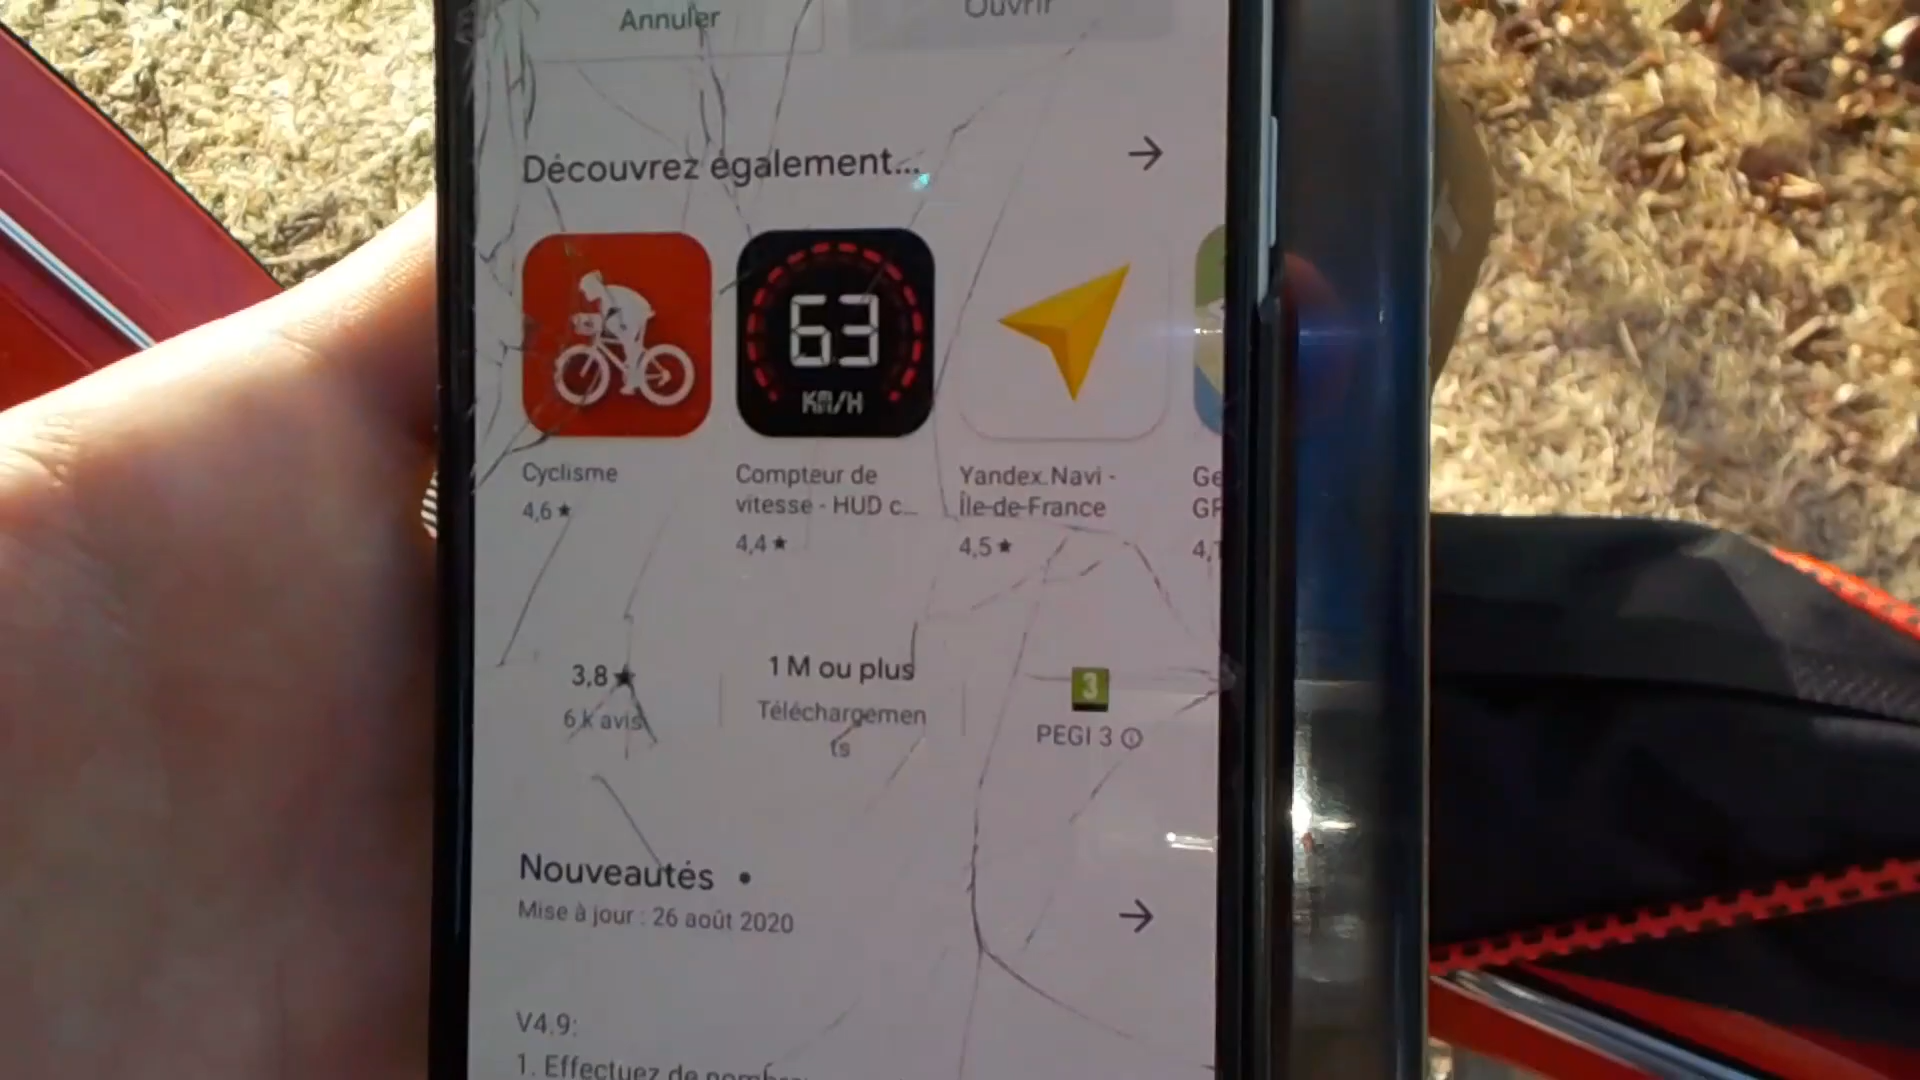 Annuler
Ouvrir
Découvrez également...
63
KM/H
Cyclisme
4,6★
Compteur de
vitesse - HUD c...
4,4★
Yandex.Navi -
Île-de-France
4,5★
3,8★
6 k avis
1 M ou plus
Téléchargemen
ts
3
PEGI 3
Nouveautés •
Mise à jour : 26 août 2020
V4.9:
1. Effectuez de